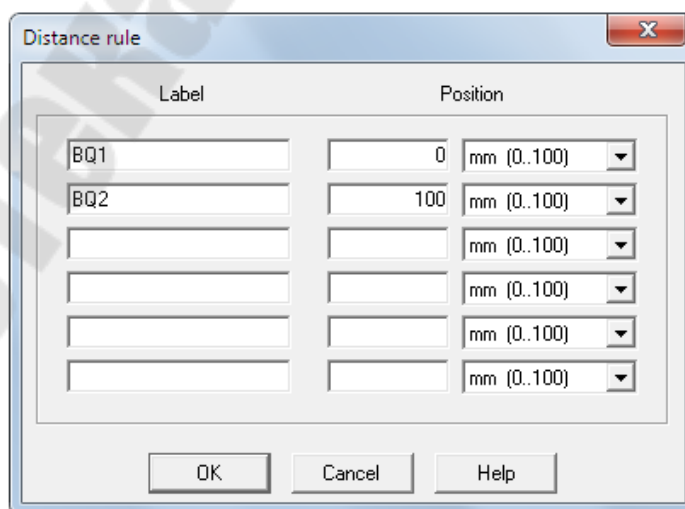 Distance rule
Label Position
BQ1 0 mm (0..100)
BQ2 100 mm (0..100)
mm (0..100)
mm (0..100)
mm (0..100)
mm (0..100)
OK Cancel Help